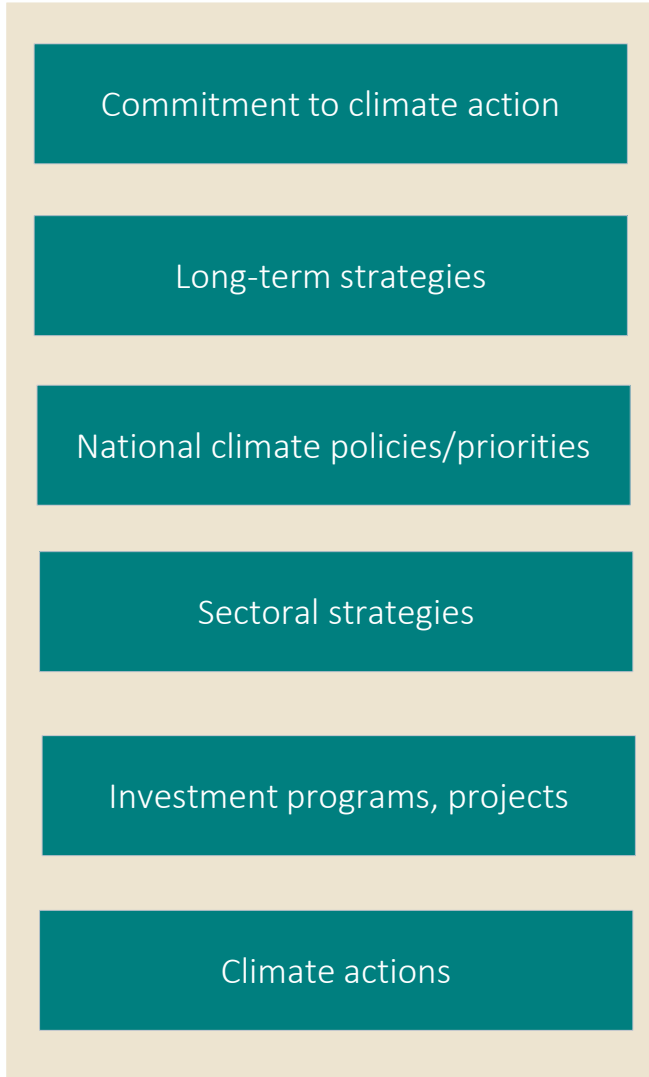 Commitment to climate action
Long-term strategies
National climate policies/priorities
Sectoral strategies
Investment programs, projects
Climate actions